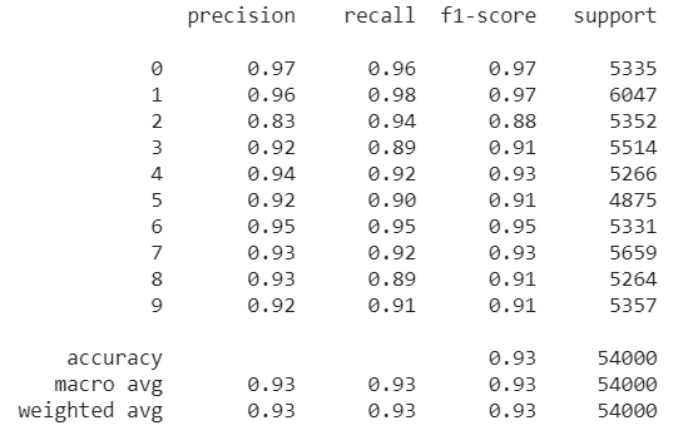 precision recall f1-score support
0 0.97 0.96 0.97 5335
1 0.96 0.98 0.97 6047
2 0.83 0.94 0.88 5352
3 0.92 0.89 0.91 5514
4 0.94 0.92 0.93 5266
5 0.92 0.90 0.91 4875
6 0.95 0.95 0.95 5331
7 0.93 0.92 0.93 5659
8 0.93 0.89 0.91 5264
9 0.92 0.91 0.91 5357
accuracy 0.93 54000
macro avg 0.93 0.93 0.93 54000
weighted avg 0.93 0.93 0.93 54000